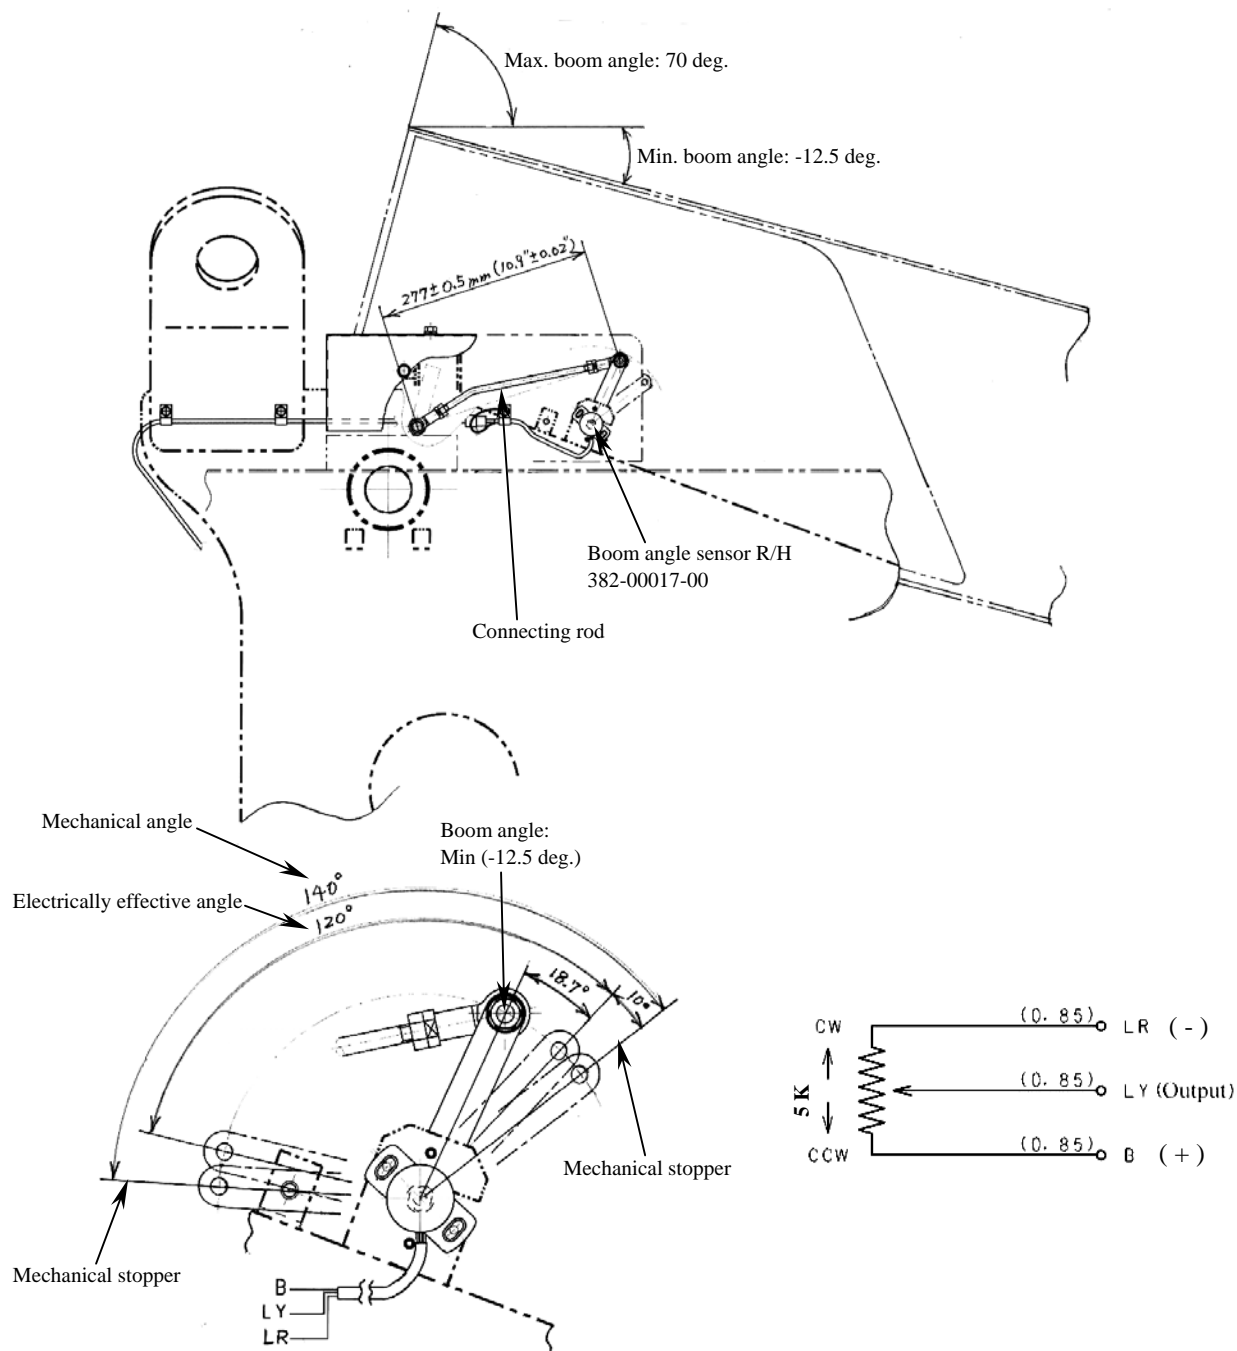 Max. boom angle: 70 deg.
Min. boom angle: -12.5 deg.
277±0.5mm (10.9"±0.02")
Boom angle sensor R/H
382-00017-00
Connecting rod
Mechanical angle
Boom angle:
Min (-12.5 deg.)
140°
Electrically effective angle
120°
18.7°
10°
Mechanical stopper
Mechanical stopper
B
LY
LR
CW
(0.85)
LR (-)
5 K
(0.85)
LY (Output)
CCW
(0.85)
B (+)